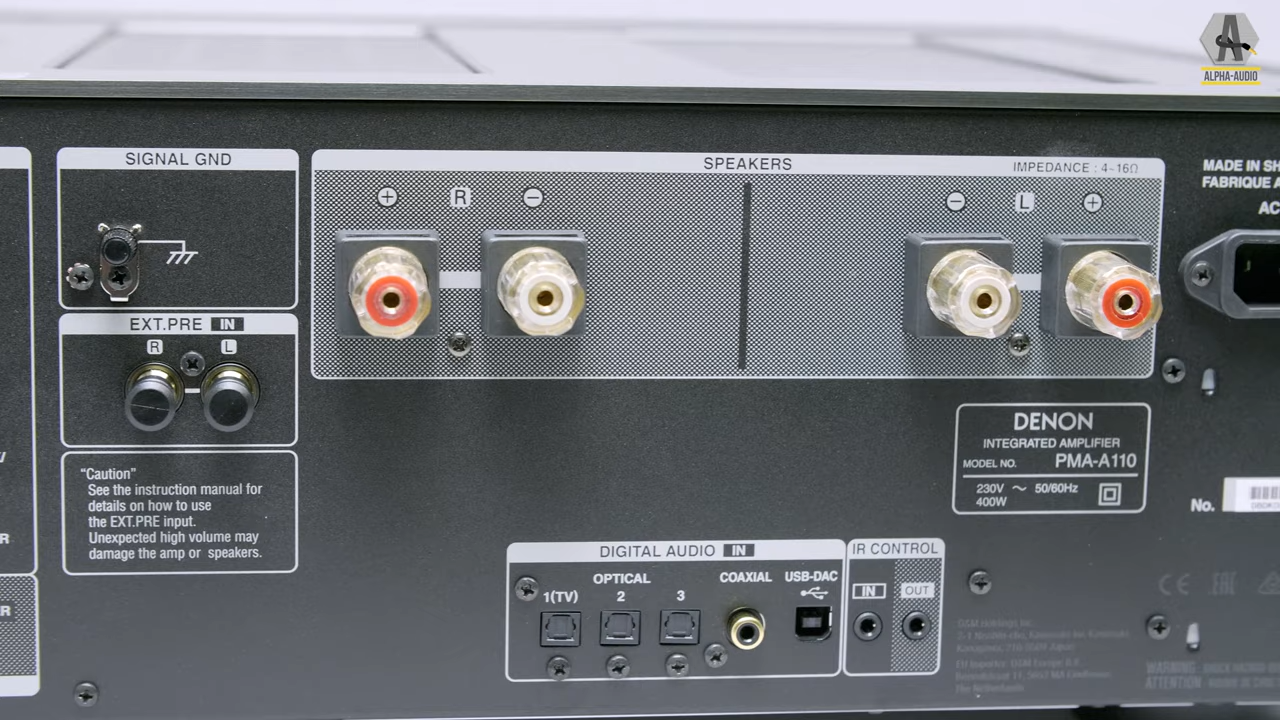 ALPHA-AUDIO
SIGNAL GND
EXT.PRE IN
R L
"Caution"
See the instruction manual for
details on how to use
the EXT.PRE input.
Unexpected high volume may
damage the amp or speakers.
SPEAKERS
IMPEDANCE : 4~16Ω
+ R − − L +
DENON
INTEGRATED AMPLIFIER
MODEL NO. PMA-A110
230V ~ 50/60Hz
400W
DIGITAL AUDIO IN
OPTICAL COAXIAL USB-DAC
1(TV) 2 3
IR CONTROL
IN OUT
MADE IN
FABRIQUE
AC
No.
CE EAC
R
R